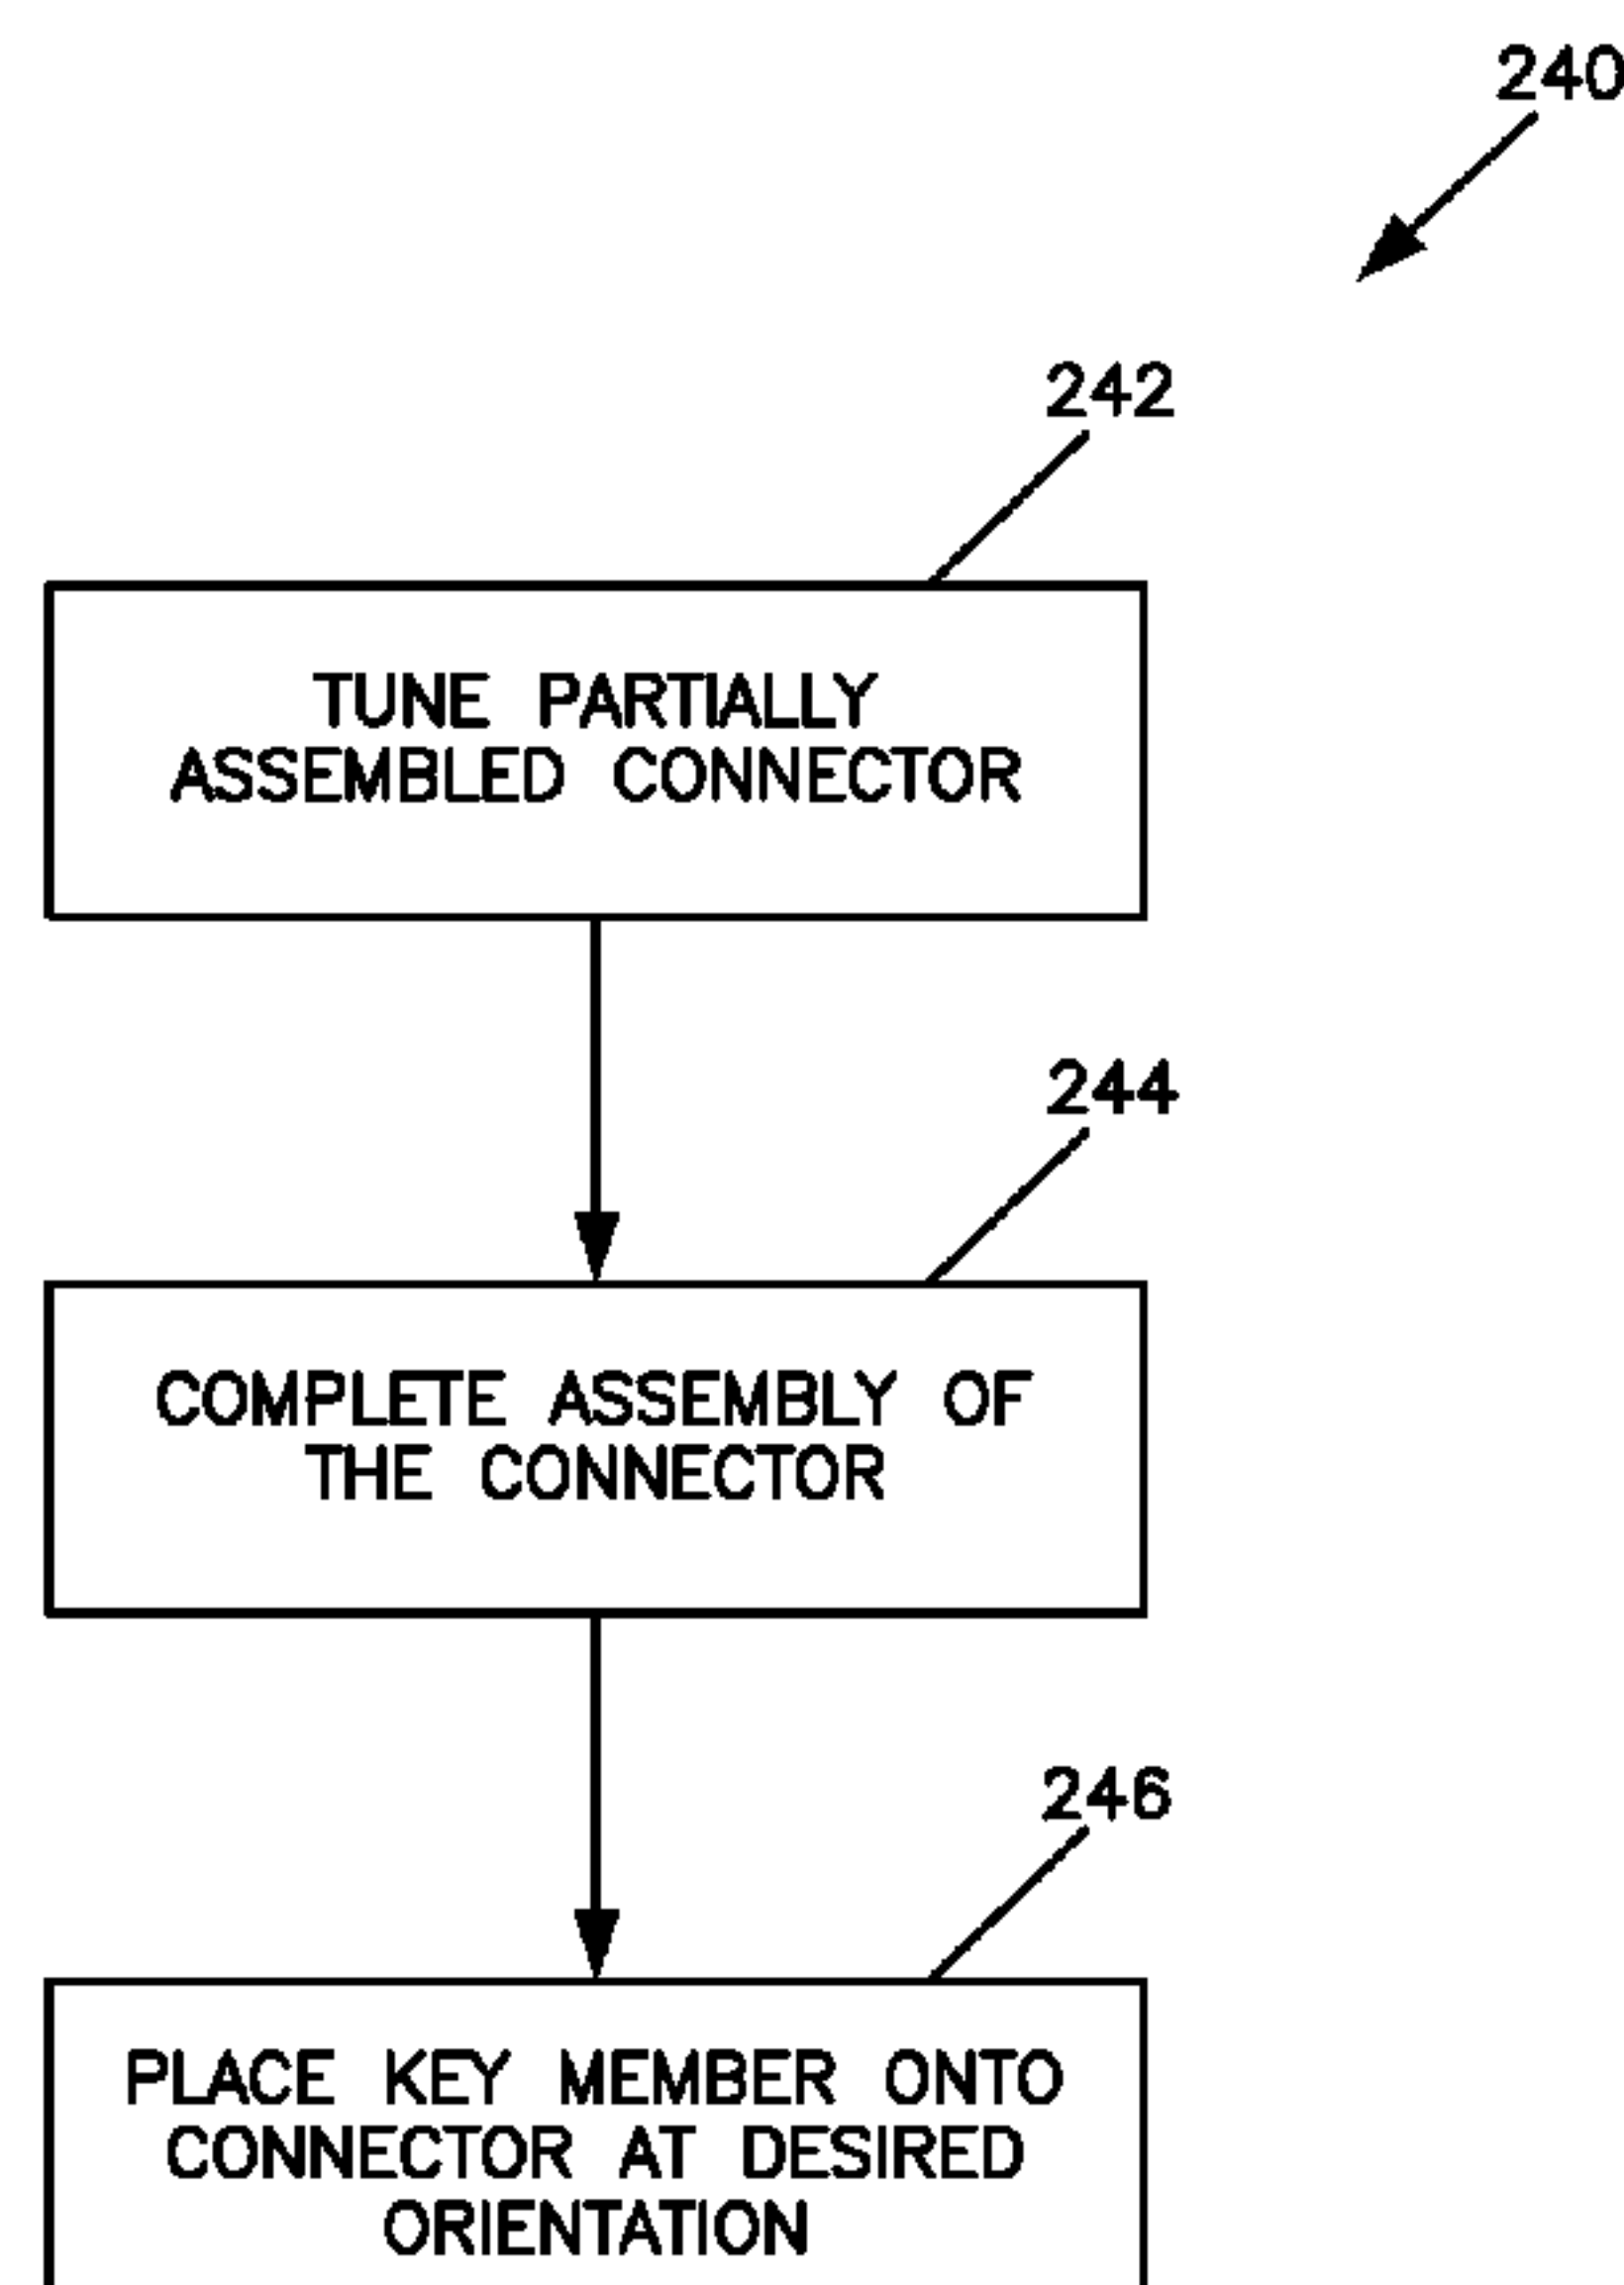 240
242
TUNE PARTIALLY
ASSEMBLED CONNECTOR
244
COMPLETE ASSEMBLY OF
THE CONNECTOR
246
PLACE KEY MEMBER ONTO
CONNECTOR AT DESIRED
ORIENTATION